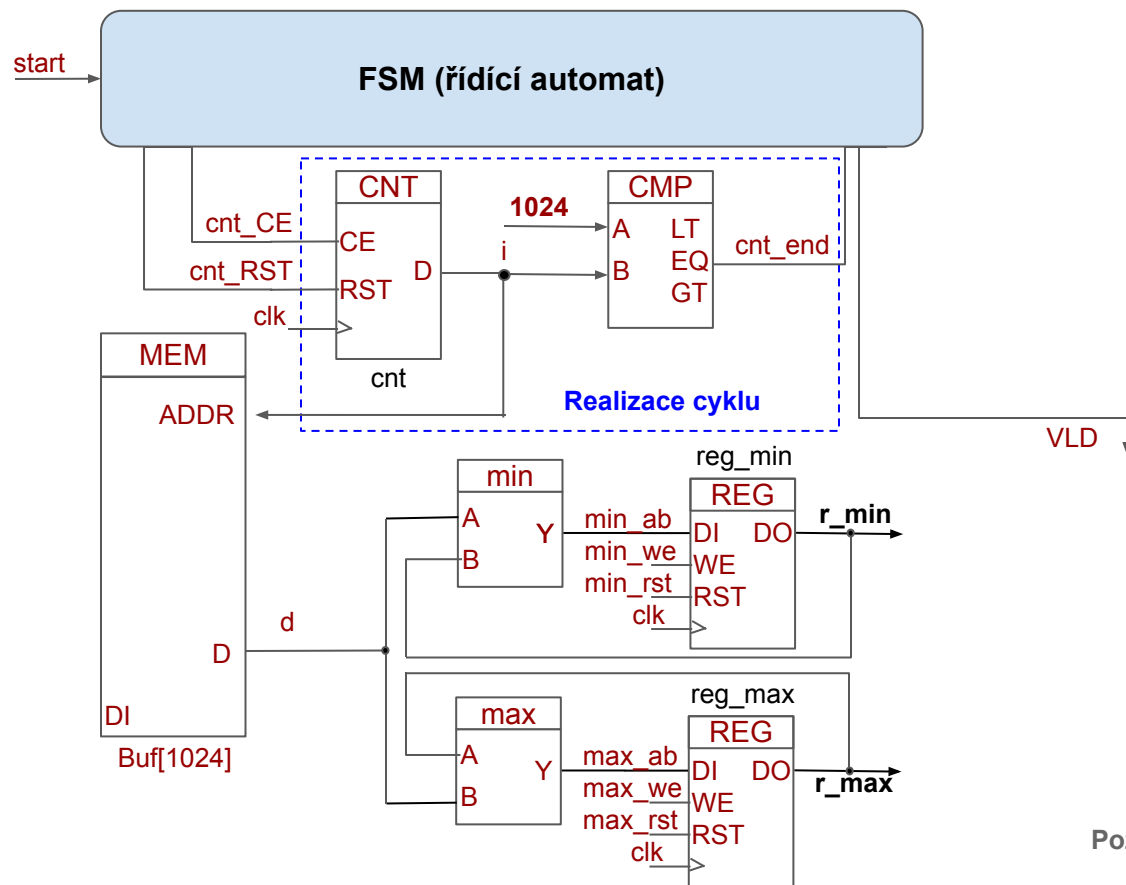 start
FSM (řídící automat)
CNT
CMP
1024
A
LT
cnt_CE
CE
i
EQ
cnt_end
D
B
cnt_RST
RST
GT
clk
MEM
cnt
ADDR
Realizace cyklu
VLD
reg_min
min
REG
r_min
A
min_ab
DI
DO
Y
min_we
WE
B
min_rst
RST
clk
d
D
reg_max
DI
max
REG
Buf[1024]
A
max_ab
DI
DO
Y
r_max
max_we
WE
B
max_rst
RST
clk
Poz